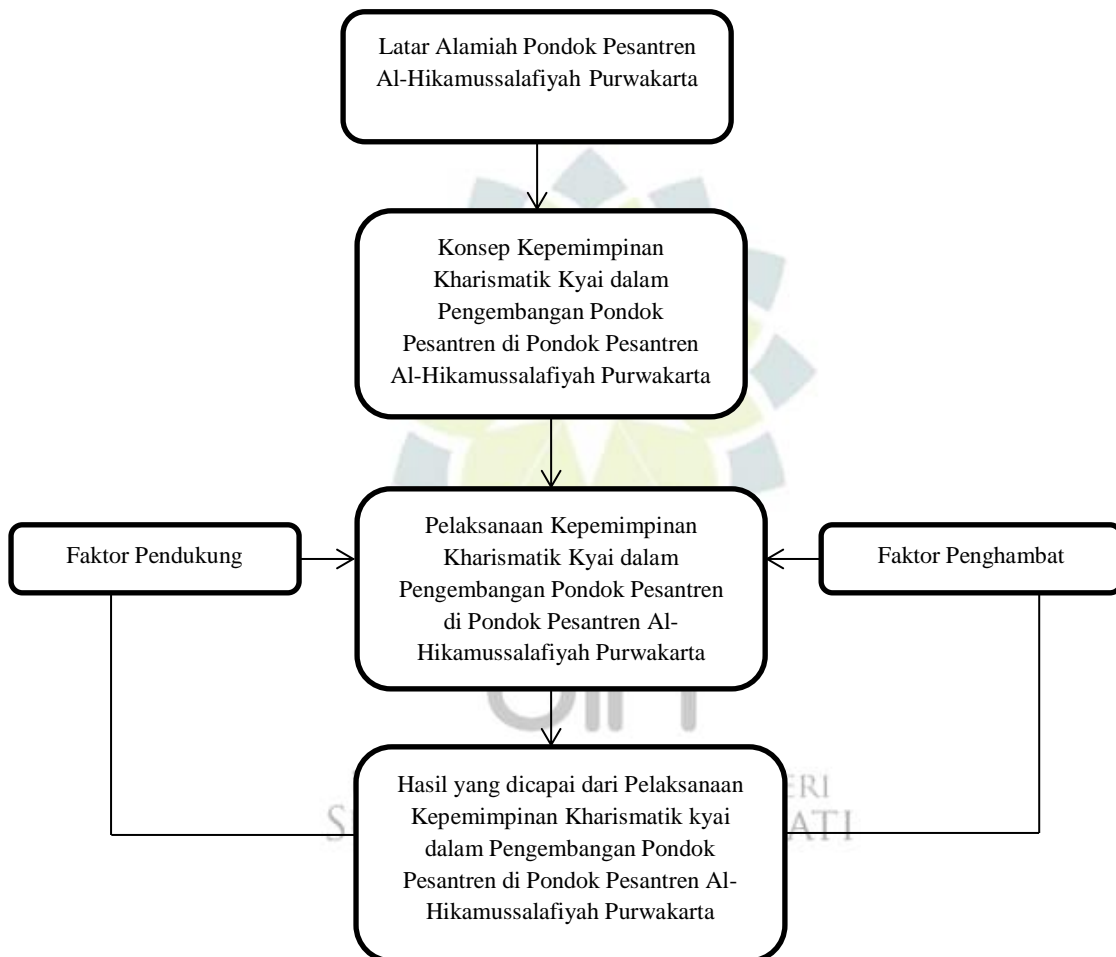 Latar Alamiah Pondok Pesantren
Al-Hikamussalafiyah Purwakarta
Konsep Kepemimpinan
Kharismatik Kyai dalam
Pengembangan Pondok
Pesantren di Pondok Pesantren
Al-Hikamussalafiyah Purwakarta
Faktor Pendukung
Pelaksanaan Kepemimpinan
Kharismatik Kyai dalam
Pengembangan Pondok Pesantren
di Pondok Pesantren Al-
Hikamussalafiyah Purwakarta
Faktor Penghambat
Hasil yang dicapai dari Pelaksanaan
Kepemimpinan Kharismatik kyai
dalam Pengembangan Pondok
Pesantren di Pondok Pesantren Al-
Hikamussalafiyah Purwakarta